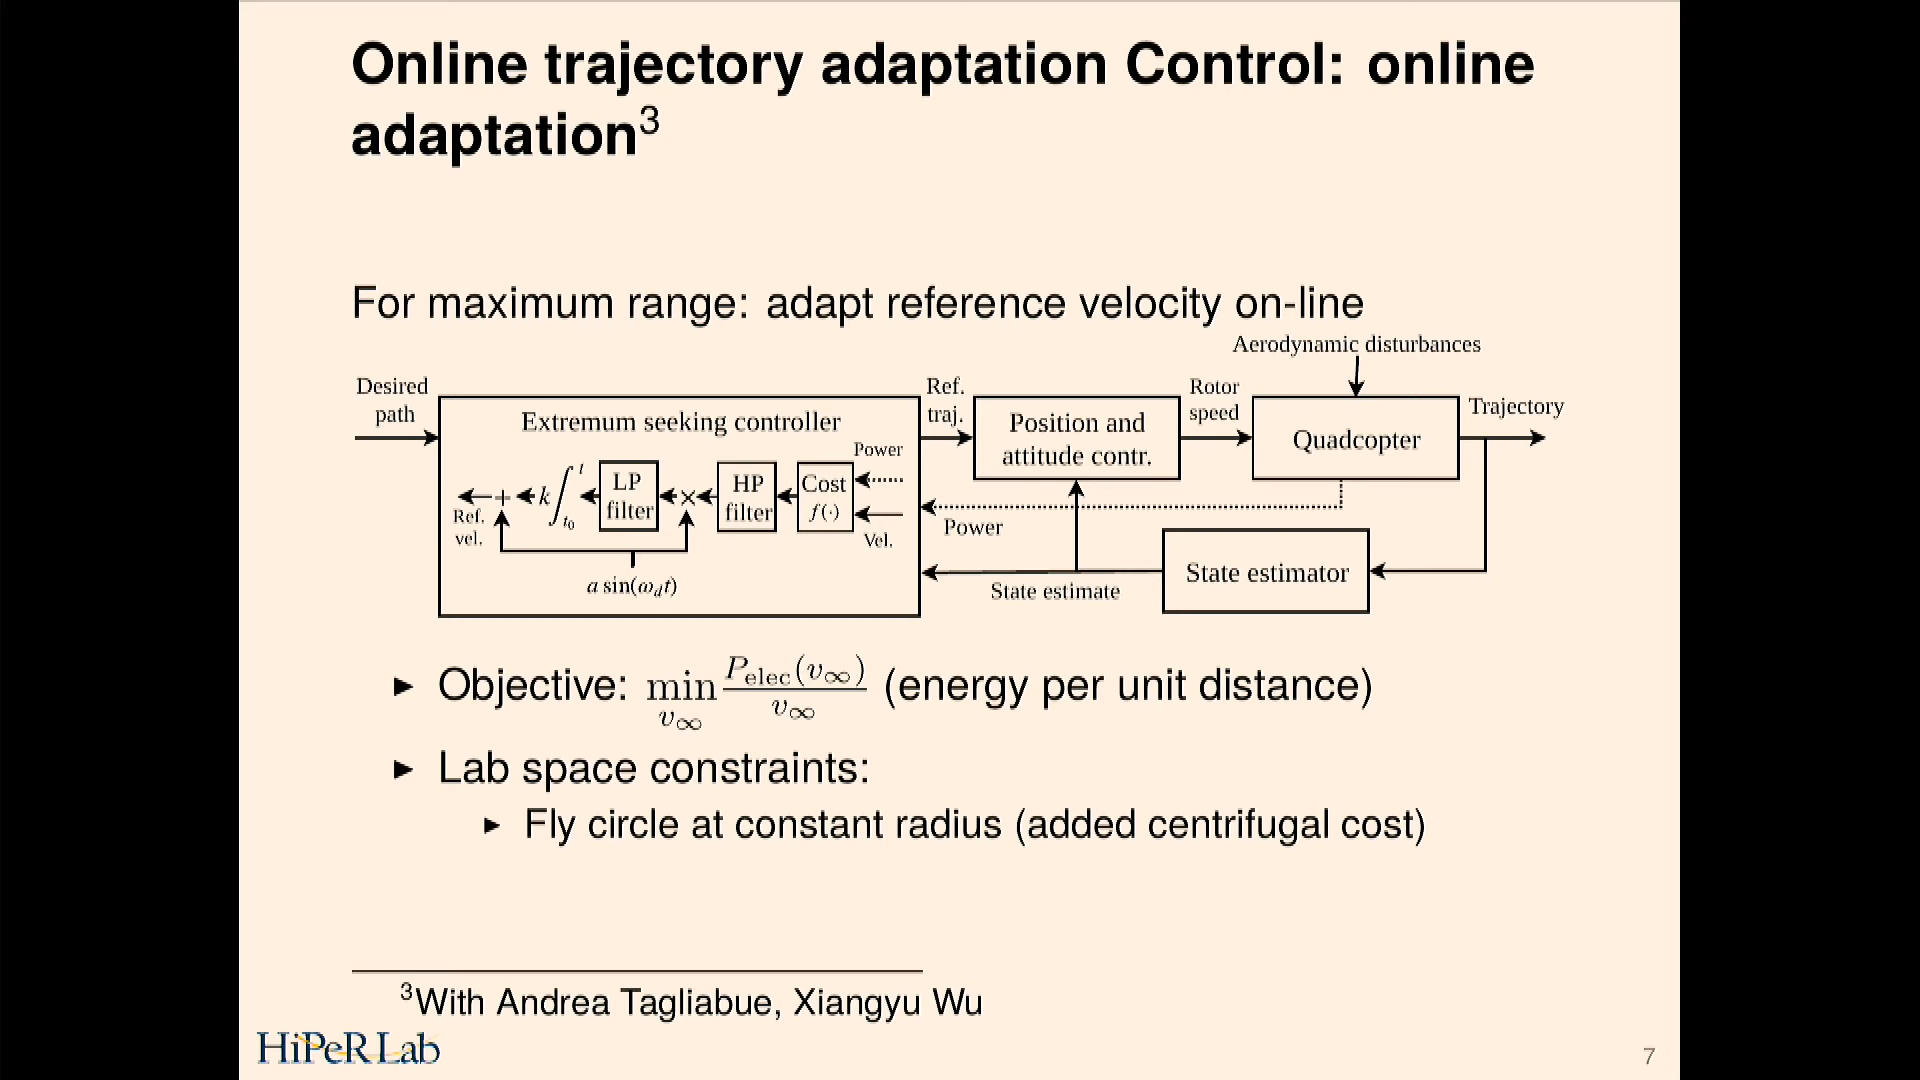 Online trajectory adaptation Control: online
adaptation³
For maximum range: adapt reference velocity on-line
Aerodynamic disturbances
Desired
path
Extremum seeking controller
Power
Ref.
vel.
+
k∫
t
t₀
LP
filter
×
HP
filter
Cost
f(·)
Vel.
a sin(ω_d t)
Ref.
traj.
Position and
attitude contr.
Rotor
speed
Quadcopter
Trajectory
Power
State estimate
State estimator
▶ Objective: min_{v∞} P_elec(v∞)/v∞ (energy per unit distance)
▶ Lab space constraints:
▶ Fly circle at constant radius (added centrifugal cost)
³With Andrea Tagliabue, Xiangyu Wu
HiPeR Lab
7